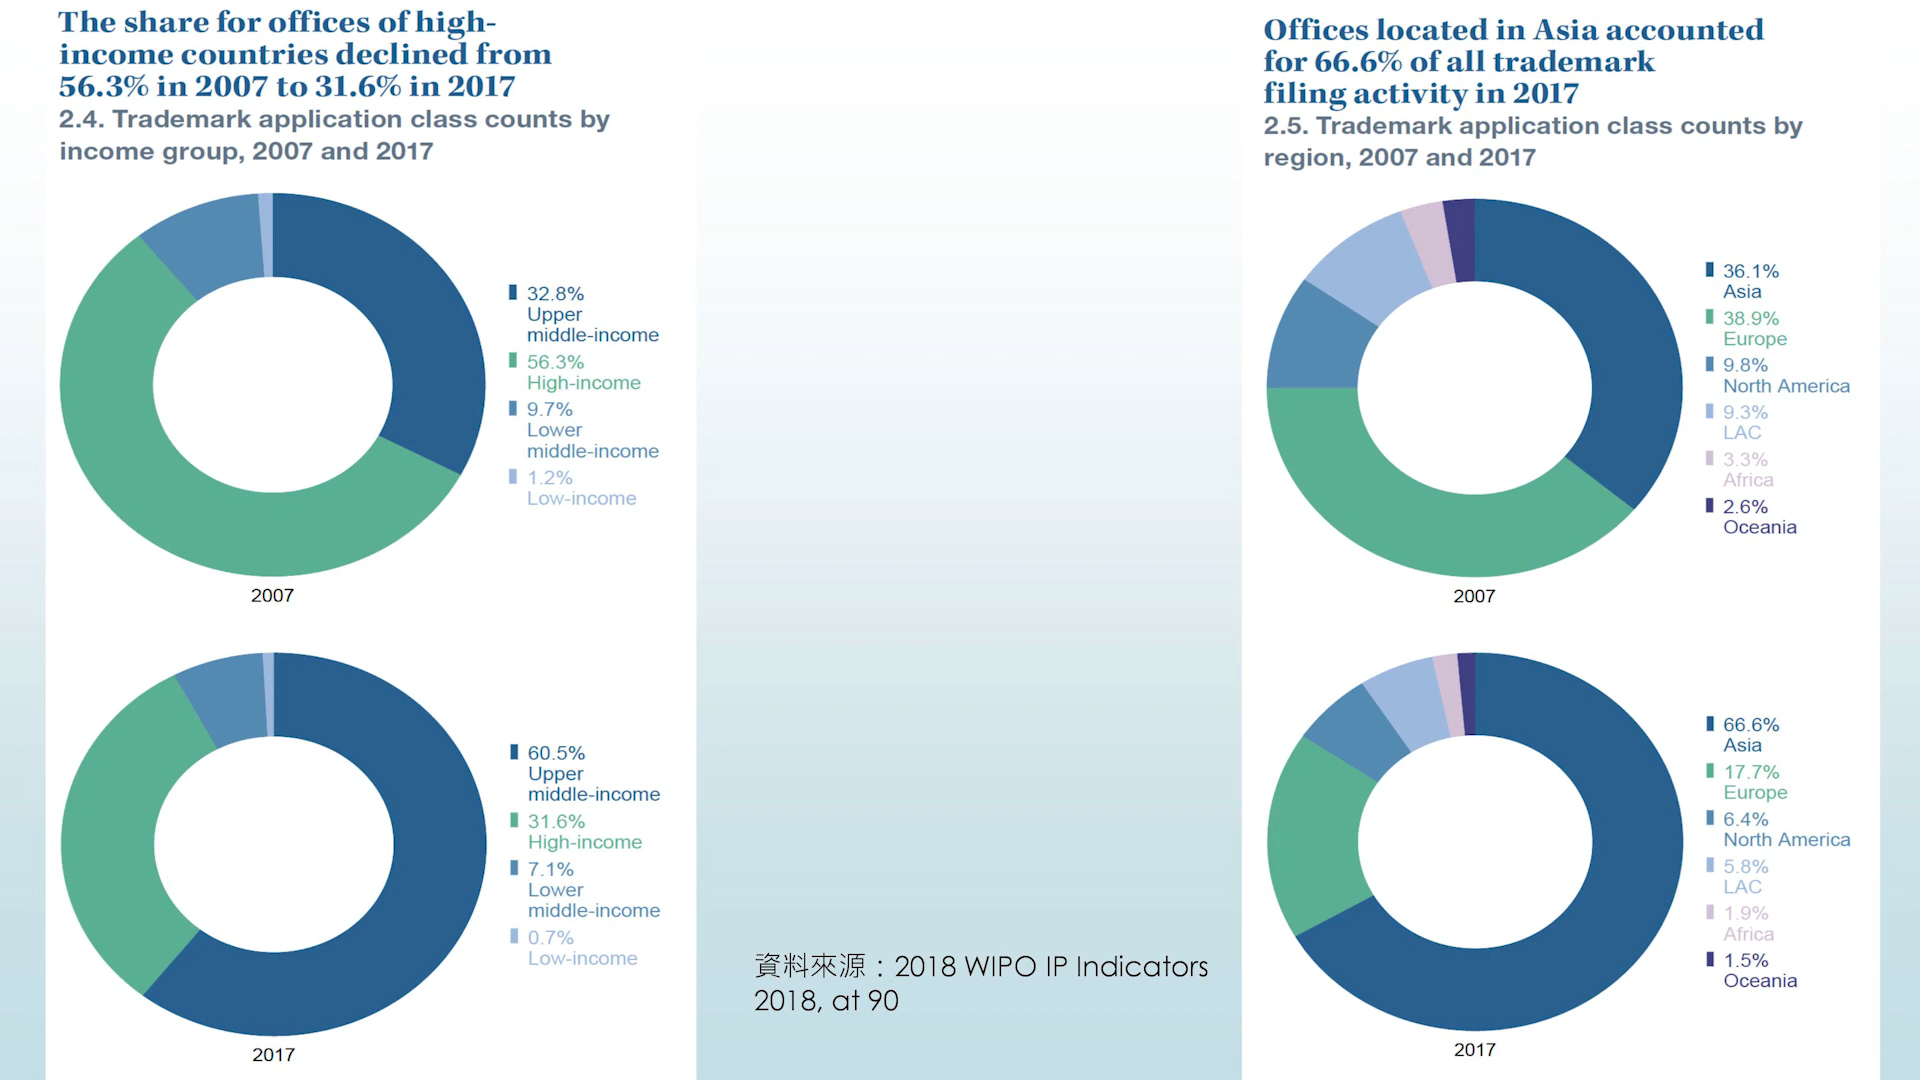 The share for offices of high-
income countries declined from
56.3% in 2007 to 31.6% in 2017
2.4. Trademark application class counts by
income group, 2007 and 2017
32.8%
Upper
middle-income
56.3%
High-income
9.7%
Lower
middle-income
1.2%
Low-income
2007
60.5%
Upper
middle-income
31.6%
High-income
7.1%
Lower
middle-income
0.7%
Low-income
2017
資料來源：2018 WIPO IP Indicators
2018, at 90
Offices located in Asia accounted
for 66.6% of all trademark
filing activity in 2017
2.5. Trademark application class counts by
region, 2007 and 2017
36.1%
Asia
38.9%
Europe
9.8%
North America
9.3%
LAC
3.3%
Africa
2.6%
Oceania
2007
66.6%
Asia
17.7%
Europe
6.4%
North America
5.8%
LAC
1.9%
Africa
1.5%
Oceania
2017